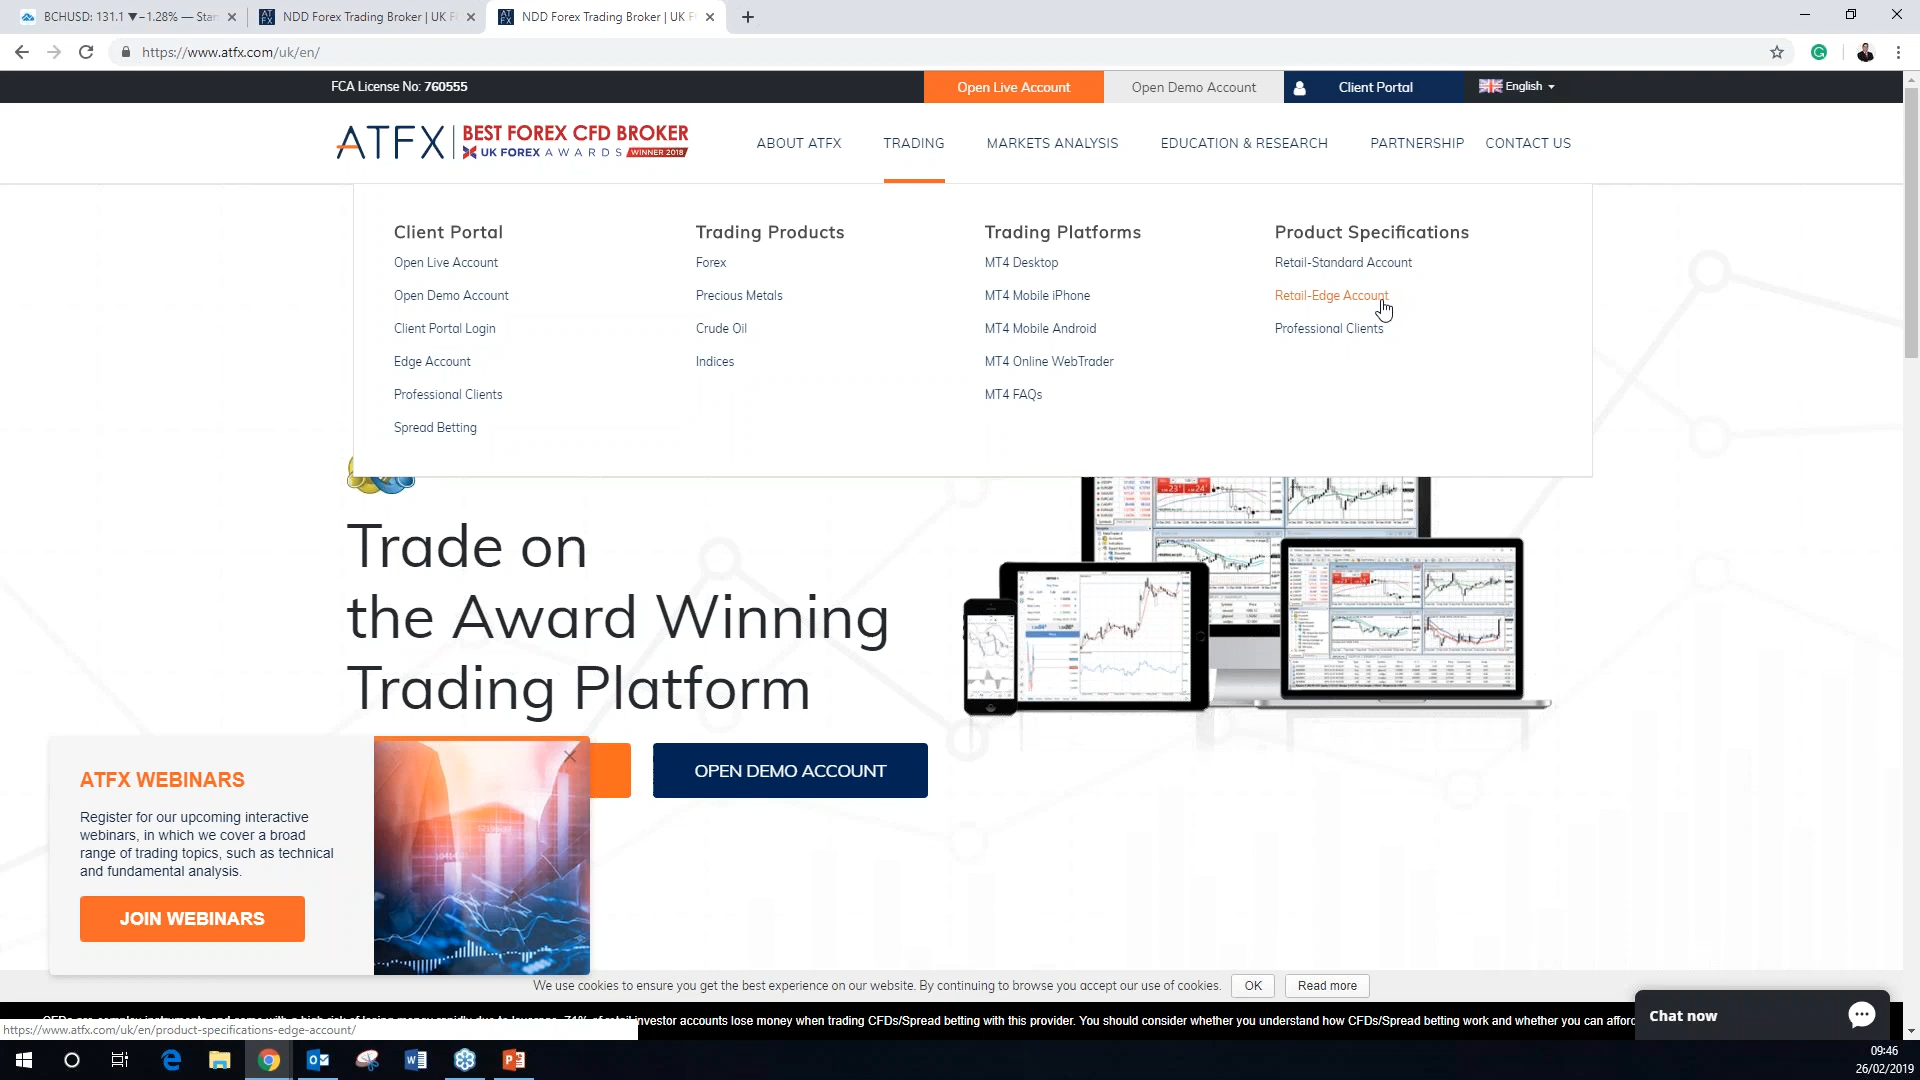 BCHUSD: 131.1 ▼−1.28% — Stan
NDD Forex Trading Broker | UK F
NDD Forex Trading Broker | UK F
https://www.atfx.com/uk/en/
FCA License No: 760555
Open Live Account
Open Demo Account
Client Portal
English
ATFX
BEST FOREX CFD BROKER
UK FOREX AWARDS WINNER 2018
ABOUT ATFX
TRADING
MARKETS ANALYSIS
EDUCATION & RESEARCH
PARTNERSHIP
CONTACT US
Client Portal
Open Live Account
Open Demo Account
Client Portal Login
Edge Account
Professional Clients
Spread Betting
Trading Products
Forex
Precious Metals
Crude Oil
Indices
Trading Platforms
MT4 Desktop
MT4 Mobile iPhone
MT4 Mobile Android
MT4 Online WebTrader
MT4 FAQs
Product Specifications
Retail-Standard Account
Retail-Edge Account
Professional Clients
Trade on
the Award Winning
Trading Platform
OPEN DEMO ACCOUNT
ATFX WEBINARS
Register for our upcoming interactive
webinars, in which we cover a broad
range of trading topics, such as technical
and fundamental analysis.
JOIN WEBINARS
We use cookies to ensure you get the best experience on our website. By continuing to browse you accept our use of cookies.
OK
Read more
investor accounts lose money when trading CFDs/Spread betting with this provider. You should consider whether you understand how CFDs/Spread betting work and whether you can affor
Chat now
https://www.atfx.com/uk/en/product-specifications-edge-account/
09:46
26/02/2019